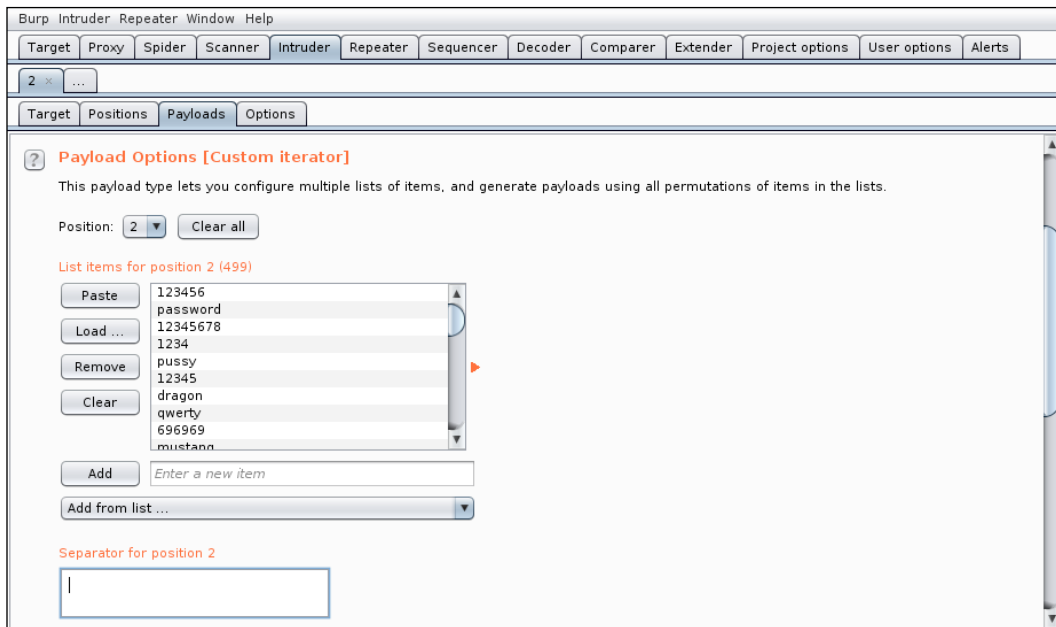 Burp Intruder Repeater Window Help
Target Proxy Spider Scanner Intruder Repeater Sequencer Decoder Comparer Extender Project options User options Alerts
2 × ...
Target Positions Payloads Options
? Payload Options [Custom iterator]
This payload type lets you configure multiple lists of items, and generate payloads using all permutations of items in the lists.
Position: 2 Clear all
List items for position 2 (499)
Paste
Load ...
Remove
Clear
123456
password
12345678
1234
pussy
12345
dragon
qwerty
696969
mustang
Add Enter a new item
Add from list ...
Separator for position 2